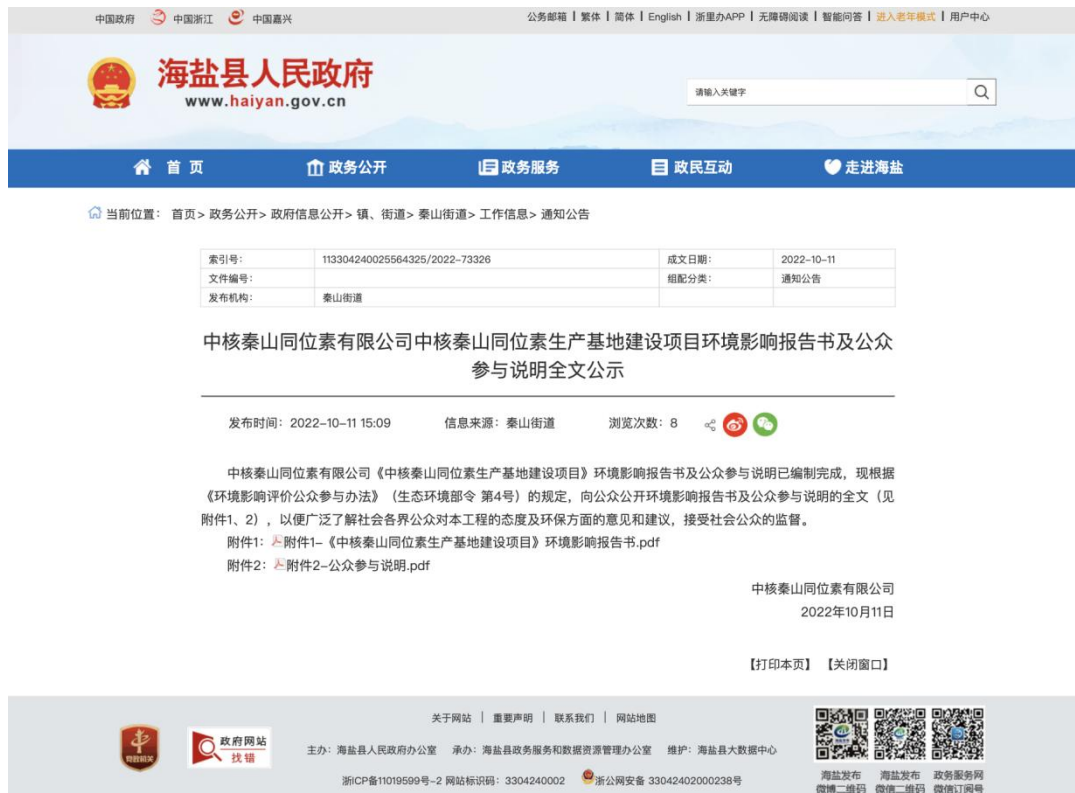 中国政府 中国浙江 中国嘉兴 公务邮箱 | 繁体 | 简体 | English | 浙里办APP | 无障碍阅读 | 智能问答 | 进入老年模式 | 用户中心
海盐县人民政府
www.haiyan.gov.cn
请输入关键字
首 页 政务公开 政务服务 政民互动 走进海盐
当前位置： 首页> 政务公开> 政府信息公开> 镇、街道> 秦山街道> 工作信息> 通知公告
索引号： 113304240025564325/2022-73326 成文日期： 2022-10-11
文件编号： 组配分类： 通知公告
发布机构： 秦山街道
中核秦山同位素有限公司中核秦山同位素生产基地建设项目环境影响报告书及公众
参与说明全文公示
发布时间：2022-10-11 15:09 信息来源：秦山街道 浏览次数：8
中核秦山同位素有限公司《中核秦山同位素生产基地建设项目》环境影响报告书及公众参与说明已编制完成，现根据
《环境影响评价公众参与办法》（生态环境部令 第4号）的规定，向公众公开环境影响报告书及公众参与说明的全文（见
附件1、2），以便广泛了解社会各界公众对本工程的态度及环保方面的意见和建议，接受社会公众的监督。
附件1：附件1-《中核秦山同位素生产基地建设项目》环境影响报告书.pdf
附件2：附件2-公众参与说明.pdf
中核秦山同位素有限公司
2022年10月11日
【打印本页】 【关闭窗口】
关于网站 | 重要声明 | 联系我们 | 网站地图
党政机关
政府网站
找错
主办：海盐县人民政府办公室 承办：海盐县政务服务和数据资源管理办公室 维护：海盐县大数据中心
浙ICP备11019599号-2 网站标识码：3304240002 浙公网安备 33042402000238号
海盐发布 海盐发布 政务服务网
微博二维码 微信二维码 微信订阅号